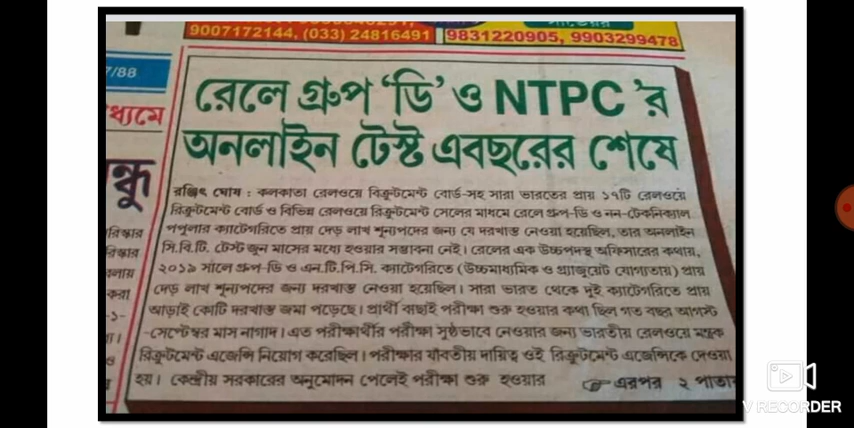 9007172144, (033) 24816491
9831220905, 9903299478
/88
ধ্যমে
ন্ধু
রেলে গ্রুপ ‘ডি’ ও NTPC ’র
অনলাইন টেস্ট এবছরের শেষে
রঞ্জিৎ ঘোষ : কলকাতা রেলওয়ে রিক্রুটমেন্ট বোর্ড-সহ সারা ভারতের প্রায় ১৭টি রেলওয়ে
রিক্রুটমেন্ট বোর্ড ও বিভিন্ন রেলওয়ে রিক্রুটমেন্ট সেলের মাধমে রেলে গ্রুপ-ডি ও নন-টেকনিক্যাল
পপুলার ক্যাটেগরিতে প্রায় দেড় লাখ শূন্যপদের জন্য যে দরখাস্ত নেওয়া হয়েছিল, তার অনলাইন
সি.বি.টি. টেস্ট জুন মাসের মধ্যে হওয়ার সম্ভাবনা নেই। রেলের এক উচ্চপদস্থ অফিসারের কথায়,
২০১৯ সালে গ্রুপ-ডি ও এন.টি.পি.সি. ক্যাটেগরিতে (উচ্চমাধ্যমিক ও গ্র্যাজুয়েট যোগ্যতায়) প্রায়
দেড় লাখ শূন্যপদের জন্য দরখাস্ত নেওয়া হয়েছিল। সারা ভারত থেকে দুই ক্যাটেগরিতে প্রায়
আড়াই কোটি দরখাস্ত জমা পড়েছে। প্রার্থী বাছাই পরীক্ষা শুরু হওয়ার কথা ছিল গত বছর আগস্ট
-সেপ্টেম্বর মাস নাগাদ। এত পরীক্ষার্থীর পরীক্ষা সুষ্ঠভাবে নেওয়ার জন্য ভারতীয় রেলওয়ে মন্ত্রক
রিক্রুটমেন্ট এজেন্সি নিয়োগ করেছিল। পরীক্ষার যাবতীয় দায়িত্ব ওই রিক্রুটমেন্ট এজেন্সিকে দেওয়া
হয়। কেন্দ্রীয় সরকারের অনুমোদন পেলেই পরীক্ষা শুরু হওয়ার
এরপর ২ পাতা
রিস্কার
লায়
করা
-১-
V RECORDER